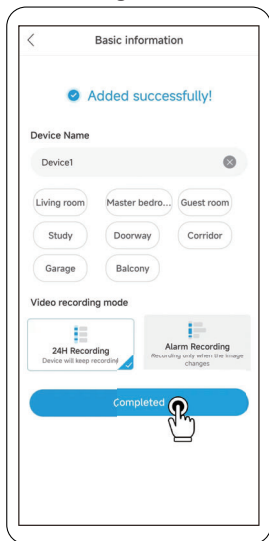 Basic information
Added successfully!
Device Name
Device1
Living room Master bedro... Guest room
Study Doorway Corridor
Garage Balcony
Video recording mode
24H Recording
Device will keep recording
Alarm Recording
Recording only when the image
changes
Completed